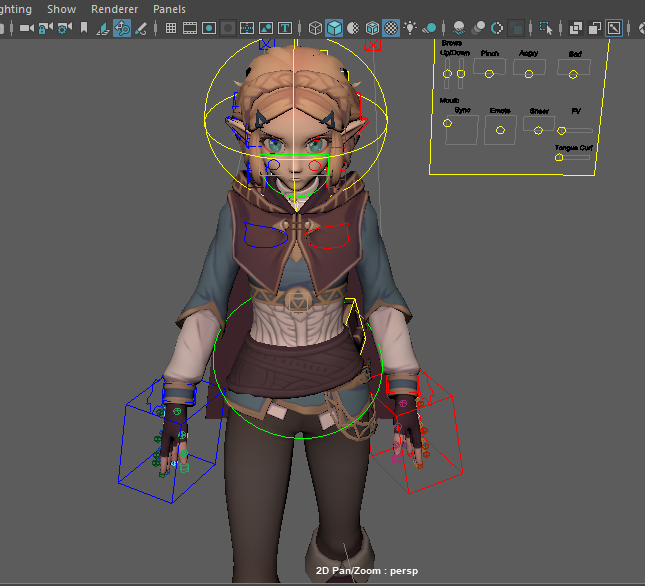 ghting Show Renderer Panels
Brows
Up/Down Pinch Angry Sad
Mouth
Sync Emote Sneer FV
Tongue Curl
2D Pan/Zoom : persp